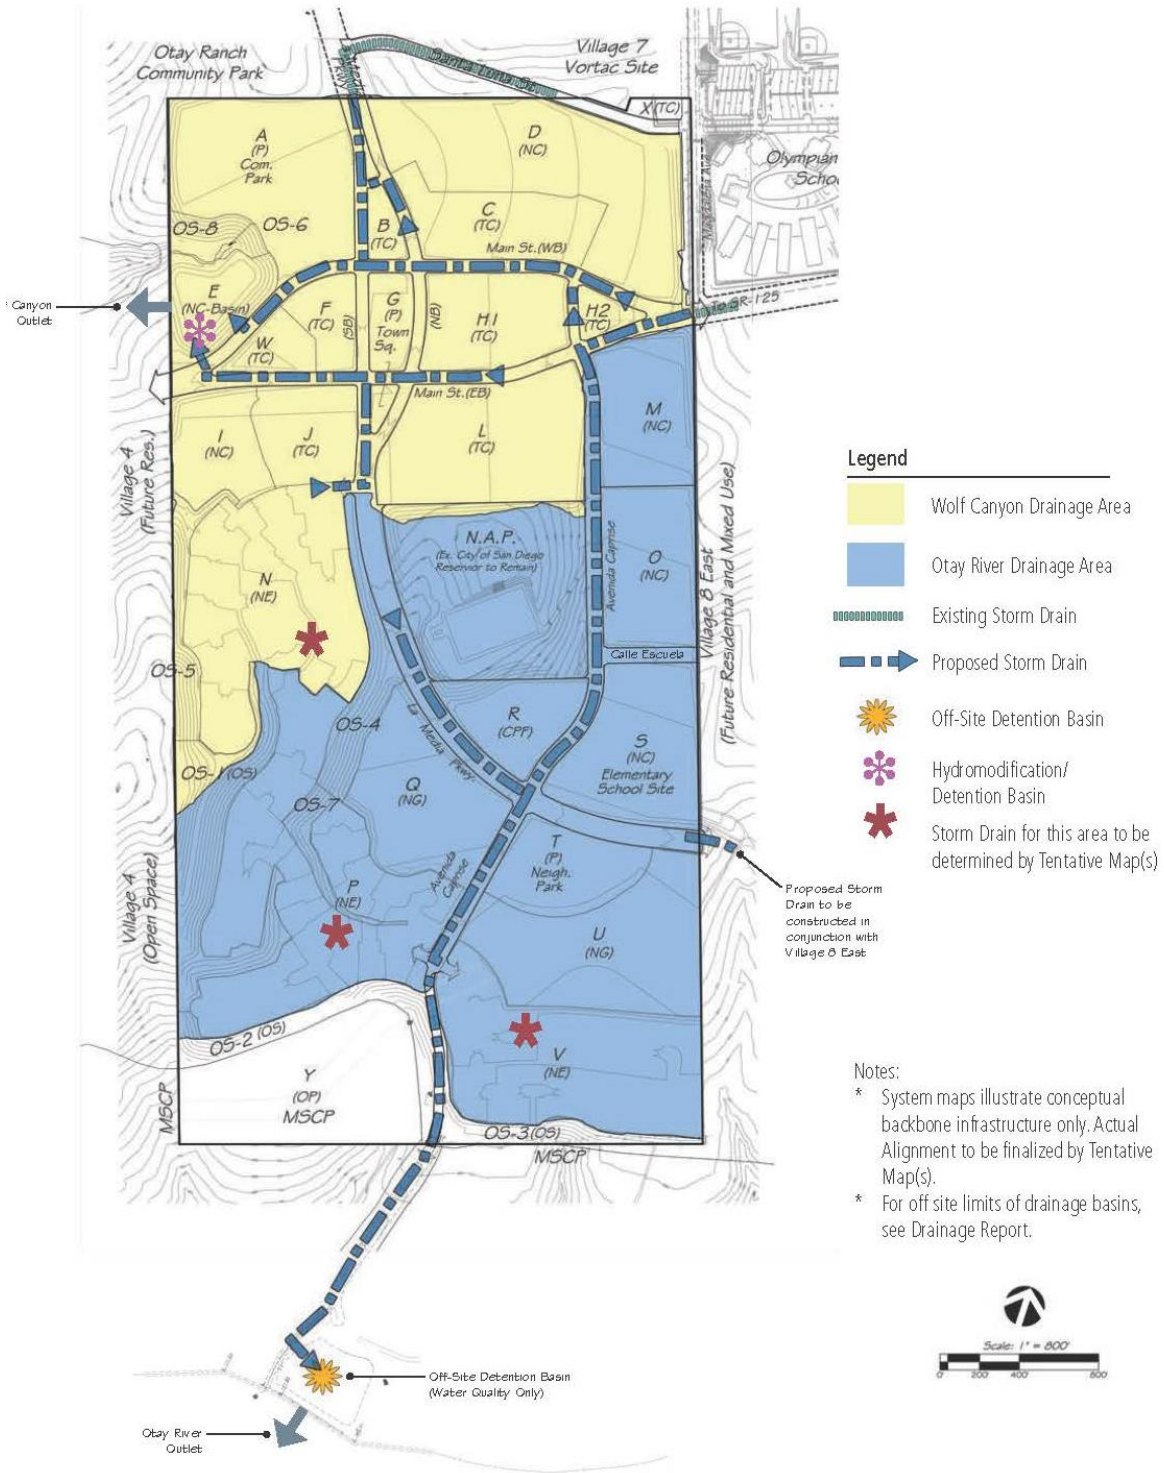 Otay Ranch
Community Park
Village 7
Vortac Site
X (TC)
A
(P)
Com.
Park
D
(NC)
Olympian
Schoo
Magdalena Ave
OS-8
OS-6
B
(TC)
C
(TC)
Main St. (WB)
E
(NC-Basin)
Canyon
Outlet
F
(TC)
(SB)
G
(P)
Town
Sq.
(NB)
H1
(TC)
H2
(TC)
To SR-125
W
(TC)
Main St. (EB)
I
(NC)
J
(TC)
L
(TC)
M
(NC)
Village 4
(Future Res.)
N.A.P.
(Ex. City of San Diego
Reservior to Remain)
Avenida Caprise
O
(NC)
Village 8 East
(Future Residential and Mixed Use)
N
(NE)
Calle Escuela
OS-5
OS-4
La Media Pkwy.
R
(CPF)
S
(NC)
Elementary
School Site
OS-1 (OS)
OS-7
Q
(NG)
T
(P)
Neigh.
Park
Avenida
Caprise
P
(NE)
Village 4
(Open Space)
U
(NG)
Proposed Storm
Drain to be
constructed in
conjunction with
Village 8 East
OS-2 (OS)
V
(NE)
Y
(OP)
MSCP
MSCP
OS-3 (OS)
MSCP
Off-Site Detention Basin
(Water Quality Only)
Otay River
Outlet
Legend
Wolf Canyon Drainage Area
Otay River Drainage Area
Existing Storm Drain
Proposed Storm Drain
Off-Site Detention Basin
Hydromodification/
Detention Basin
Storm Drain for this area to be
determined by Tentative Map(s)
Notes:
* System maps illustrate conceptual
backbone infrastructure only. Actual
Alignment to be finalized by Tentative
Map(s).
* For off site limits of drainage basins,
see Drainage Report.
Scale: 1" = 800'
0' 200' 400' 800'